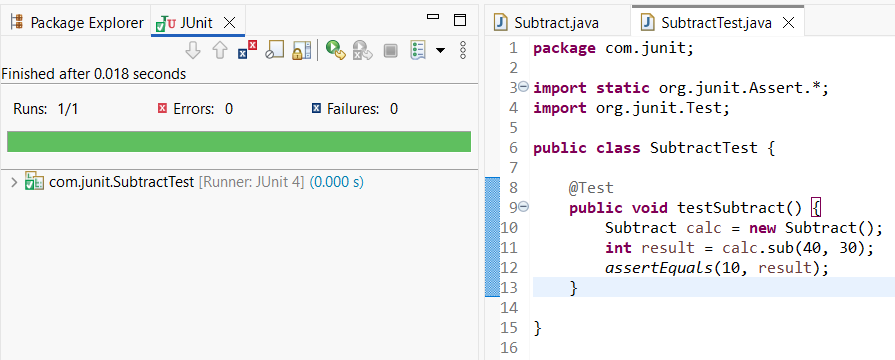 Package Explorer JUnit
Finished after 0.018 seconds
Runs: 1/1 Errors: 0 Failures: 0
com.junit.SubtractTest [Runner: JUnit 4] (0.000 s)
Subtract.java SubtractTest.java
1 package com.junit;
2
3 import static org.junit.Assert.*;
4 import org.junit.Test;
5
6 public class SubtractTest {
7
8 @Test
9 public void testSubtract() {
10 Subtract calc = new Subtract();
11 int result = calc.sub(40, 30);
12 assertEquals(10, result);
13 }
14
15 }
16